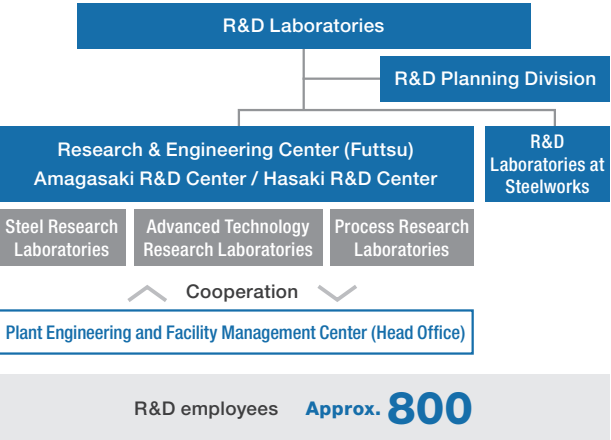 R&D Laboratories
R&D Planning Division
Research & Engineering Center (Futtsu)
Amagasaki R&D Center / Hasaki R&D Center
R&D
Laboratories at
Steelworks
Steel Research
Laboratories
Advanced Technology
Research Laboratories
Process Research
Laboratories
Cooperation
Plant Engineering and Facility Management Center (Head Office)
R&D employees Approx. 800